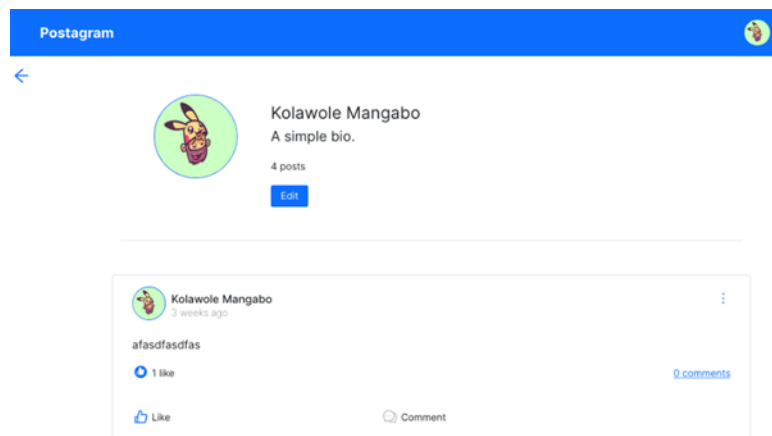 Postagram
Kolawole Mangabo
A simple bio.
4 posts
Edit
Kolawole Mangabo
3 weeks ago
afasdfasdfas
1 like
0 comments
Like
Comment